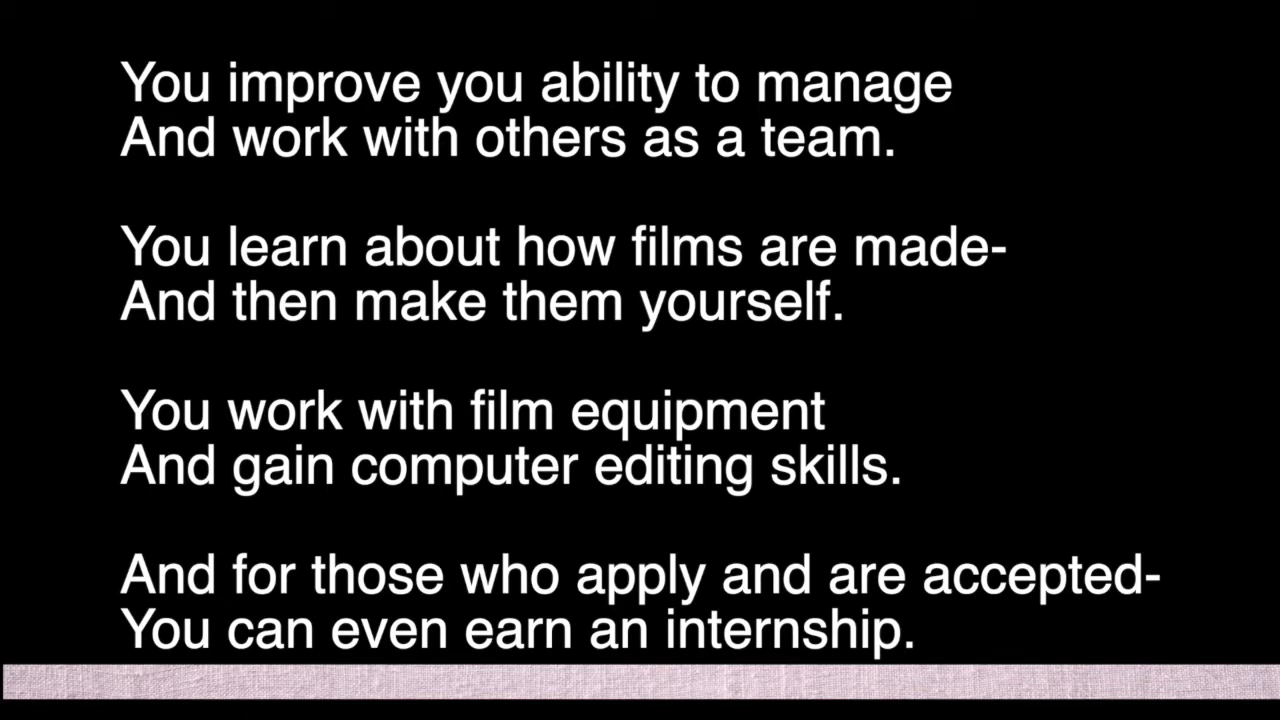 You improve you ability to manage
And work with others as a team.
You learn about how films are made-
And then make them yourself.
You work with film equipment
And gain computer editing skills.
And for those who apply and are accepted-
You can even earn an internship.